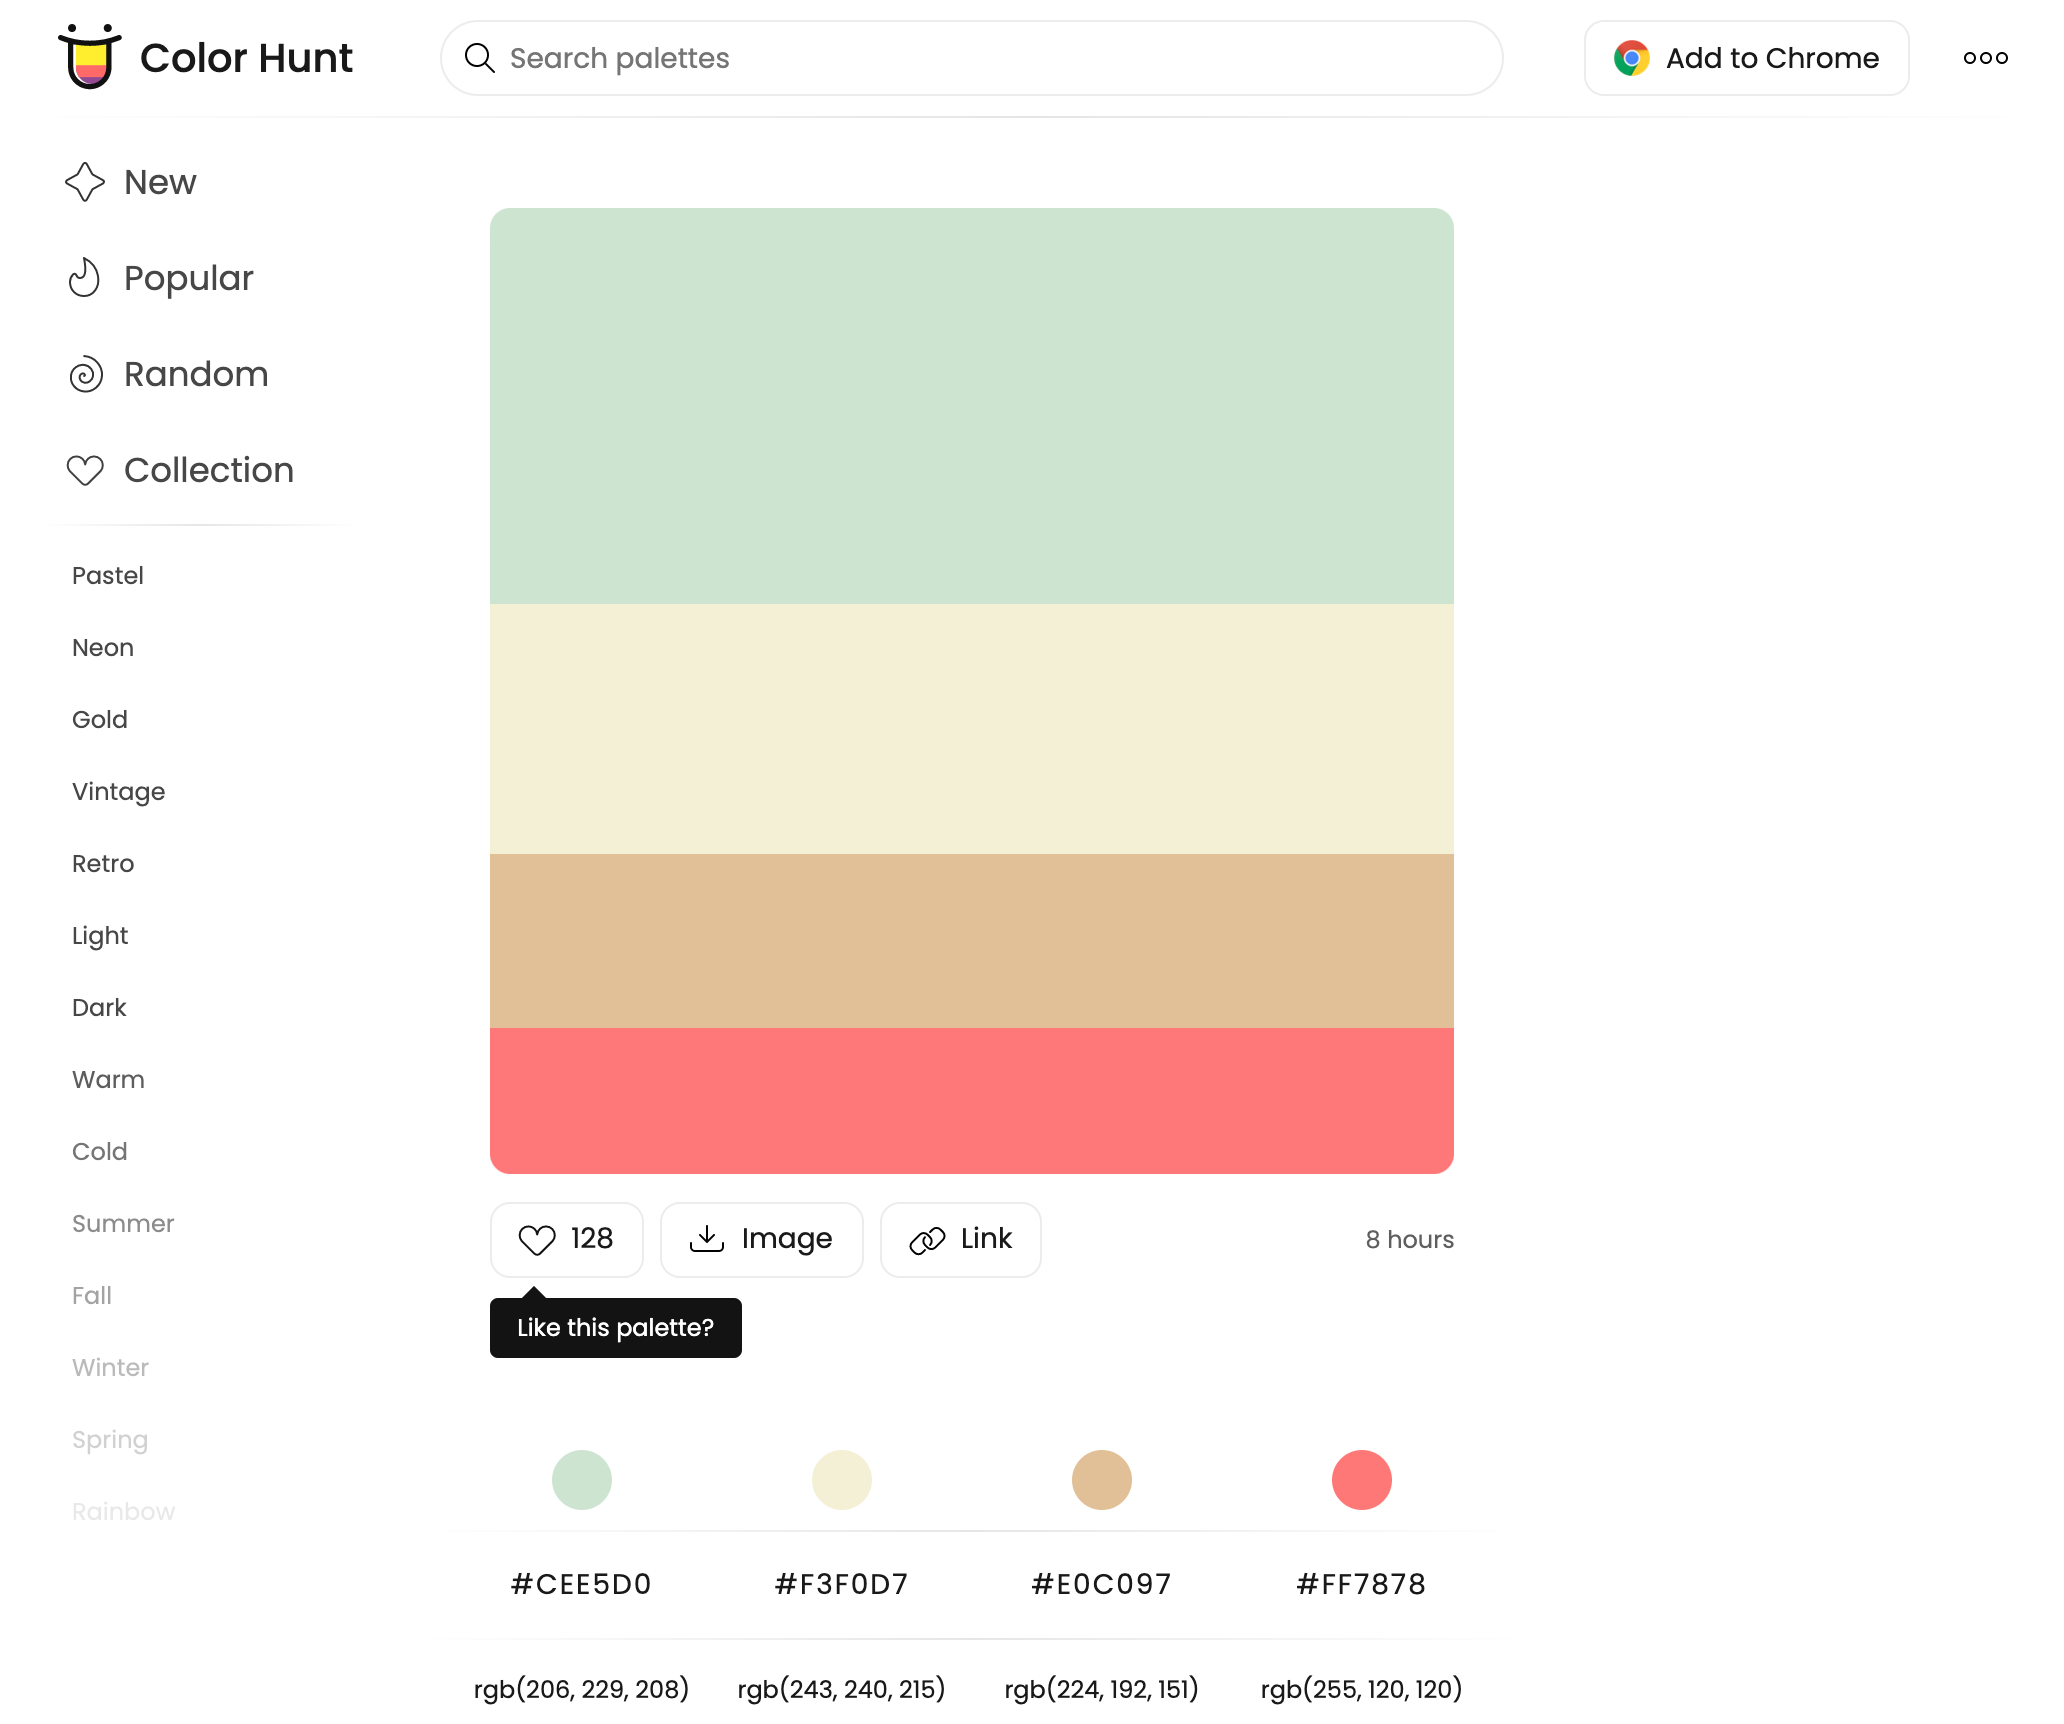 Color Hunt
Search palettes
Add to Chrome
New
Popular
Random
Collection
Pastel
Neon
Gold
Vintage
Retro
Light
Dark
Warm
Cold
Summer
Fall
Winter
Spring
Rainbow
128
Image
Link
8 hours
Like this palette?
#CEE5D0
#F3F0D7
#E0C097
#FF7878
rgb(206, 229, 208)
rgb(243, 240, 215)
rgb(224, 192, 151)
rgb(255, 120, 120)